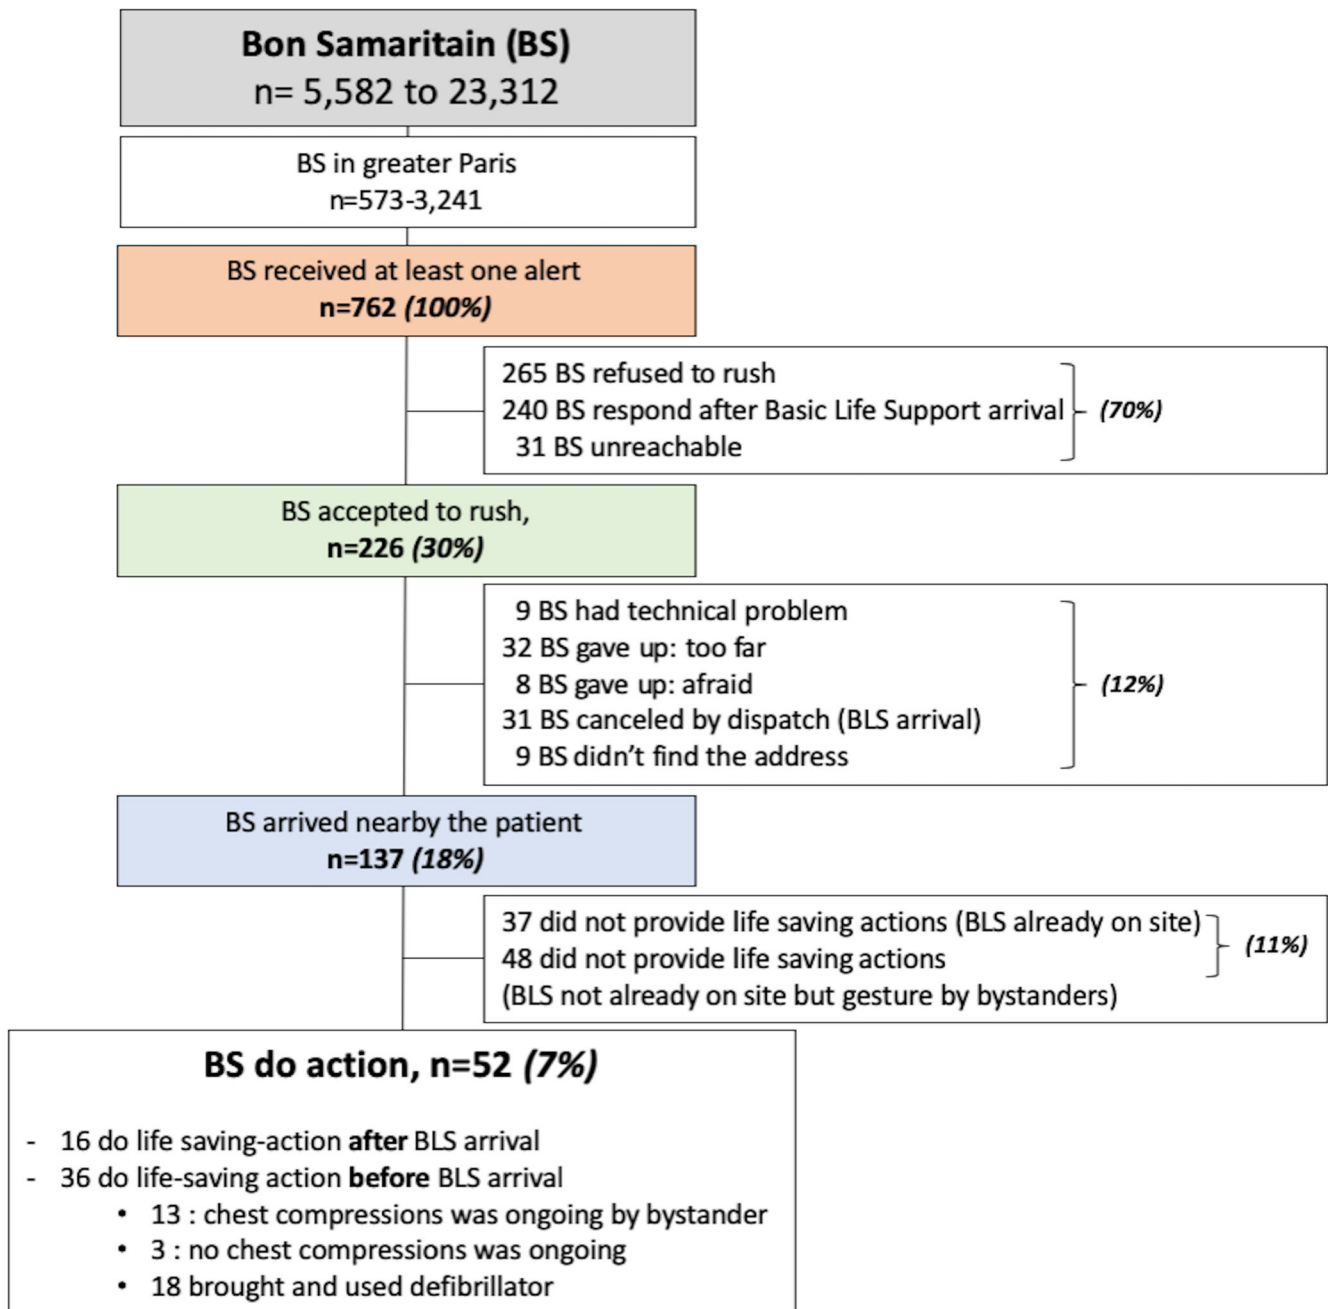 Bon Samaritain (BS)
n= 5,582 to 23,312
BS in greater Paris
n=573-3,241
BS received at least one alert
n=762 (100%)
265 BS refused to rush
240 BS respond after Basic Life Support arrival
31 BS unreachable
(70%)
BS accepted to rush,
n=226 (30%)
9 BS had technical problem
32 BS gave up: too far
8 BS gave up: afraid
31 BS canceled by dispatch (BLS arrival)
9 BS didn’t find the address
(12%)
BS arrived nearby the patient
n=137 (18%)
37 did not provide life saving actions (BLS already on site)
48 did not provide life saving actions
(BLS not already on site but gesture by bystanders)
(11%)
BS do action, n=52 (7%)
- 16 do life saving-action after BLS arrival
- 36 do life-saving action before BLS arrival
• 13 : chest compressions was ongoing by bystander
• 3 : no chest compressions was ongoing
• 18 brought and used defibrillator